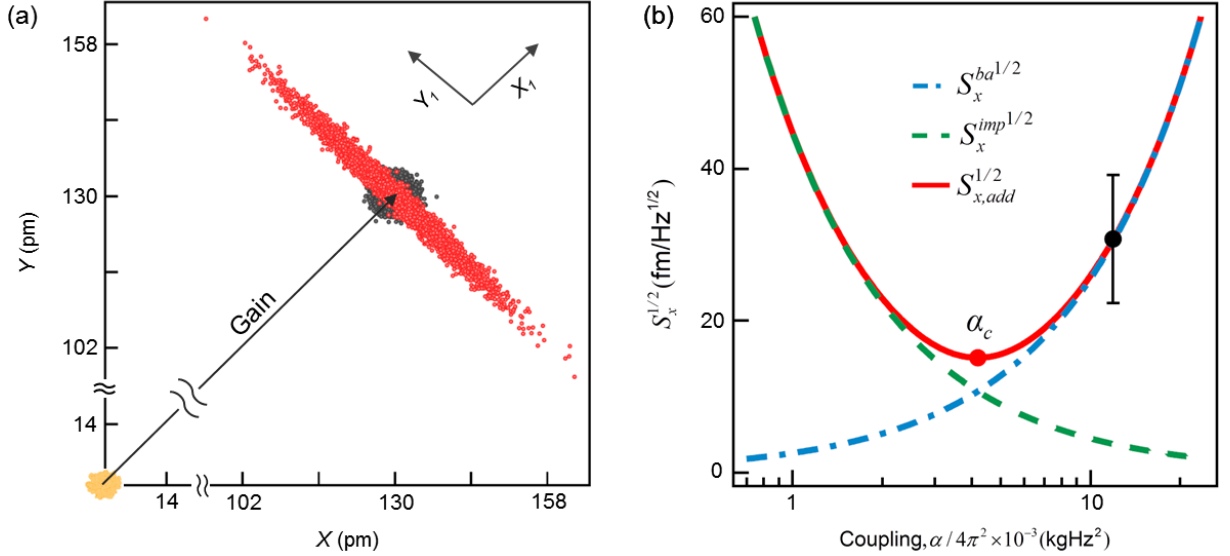 (a)
158
130
102
14
Y (pm)
Gain
Y₁
X₁
14
102
130
158
X (pm)
(b)
60
40
20
0
S_x^{1/2} (fm/Hz^{1/2})
S_x^{ba 1/2}
S_x^{imp 1/2}
S_{x,add}^{1/2}
α_c
1
10
Coupling, α / 4π² ×10⁻³ (kgHz²)